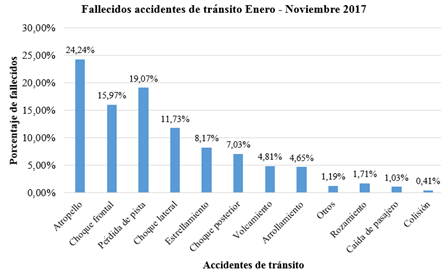 Fallecidos accidentes de tránsito Enero - Noviembre 2017
Porcentaje de fallecidos
30,00%
25,00%
20,00%
15,00%
10,00%
5,00%
0,00%
24,24%
15,97%
19,07%
11,73%
8,17%
7,03%
4,81%
4,65%
1,19%
1,71%
1,03%
0,41%
Atropello
Choque frontal
Pérdida de pista
Choque lateral
Estrellamiento
Choque posterior
Volcamiento
Arrollamiento
Otros
Rozamiento
Caída de pasajero
Colisión
Accidentes de tránsito